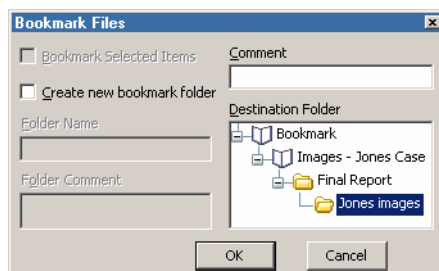 Bookmark Files
Bookmark Selected Items
Create new bookmark folder
Folder Name
Folder Comment
Comment
Destination Folder
Bookmark
Images - Jones Case
Final Report
Jones images
OK
Cancel